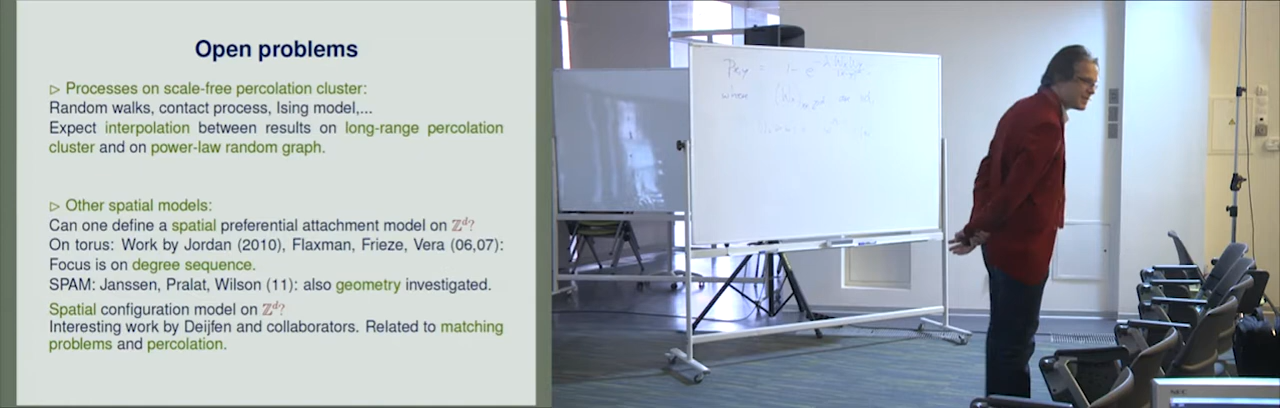 Open problems
▷ Processes on scale-free percolation cluster:
Random walks, contact process, Ising model,...
Expect interpolation between results on long-range percolation
cluster and on power-law random graph.
▷ Other spatial models:
Can one define a spatial preferential attachment model on ℤᵈ?
On torus: Work by Jordan (2010), Flaxman, Frieze, Vera (06,07):
Focus is on degree sequence.
SPAM: Janssen, Pralat, Wilson (11): also geometry investigated.
Spatial configuration model on ℤᵈ?
Interesting work by Deijfen and collaborators. Related to matching
problems and percolation.
where
NEC